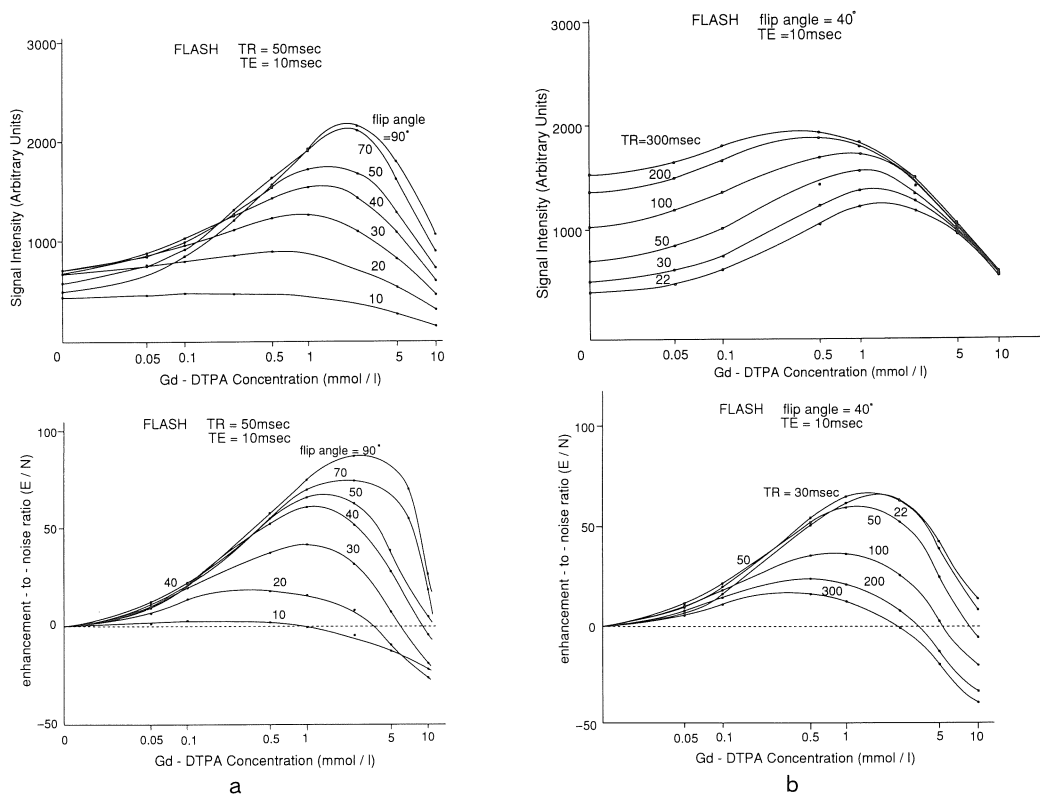 FLASH TR = 50msec
TE = 10msec
3000
2000
1000
Signal Intensity (Arbitrary Units)
flip angle
=90°
70
50
40
30
20
10
0 0.05 0.1 0.5 1 5 10
Gd - DTPA Concentration (mmol / l)
FLASH flip angle = 40°
TE =10msec
3000
2000
1000
Signal Intensity (Arbitrary Units)
TR=300msec
200
100
50
30
22
0 0.05 0.1 0.5 1 5 10
Gd - DTPA Concentration (mmol / l)
FLASH TR = 50msec
TE = 10msec
100
50
0
−50
enhancement - to - noise ratio (E / N)
flip angle = 90°
70
50
40
30
40
20
10
0 0.05 0.1 0.5 1 5 10
Gd - DTPA Concentration (mmol / l)
a
FLASH flip angle = 40°
TE = 10msec
100
50
0
−50
enhancement - to - noise ratio (E / N)
TR = 30msec
22
50
50
100
200
300
0.05 0.1 0.5 1 5 10
Gd - DTPA Concentration (mmol / l)
b